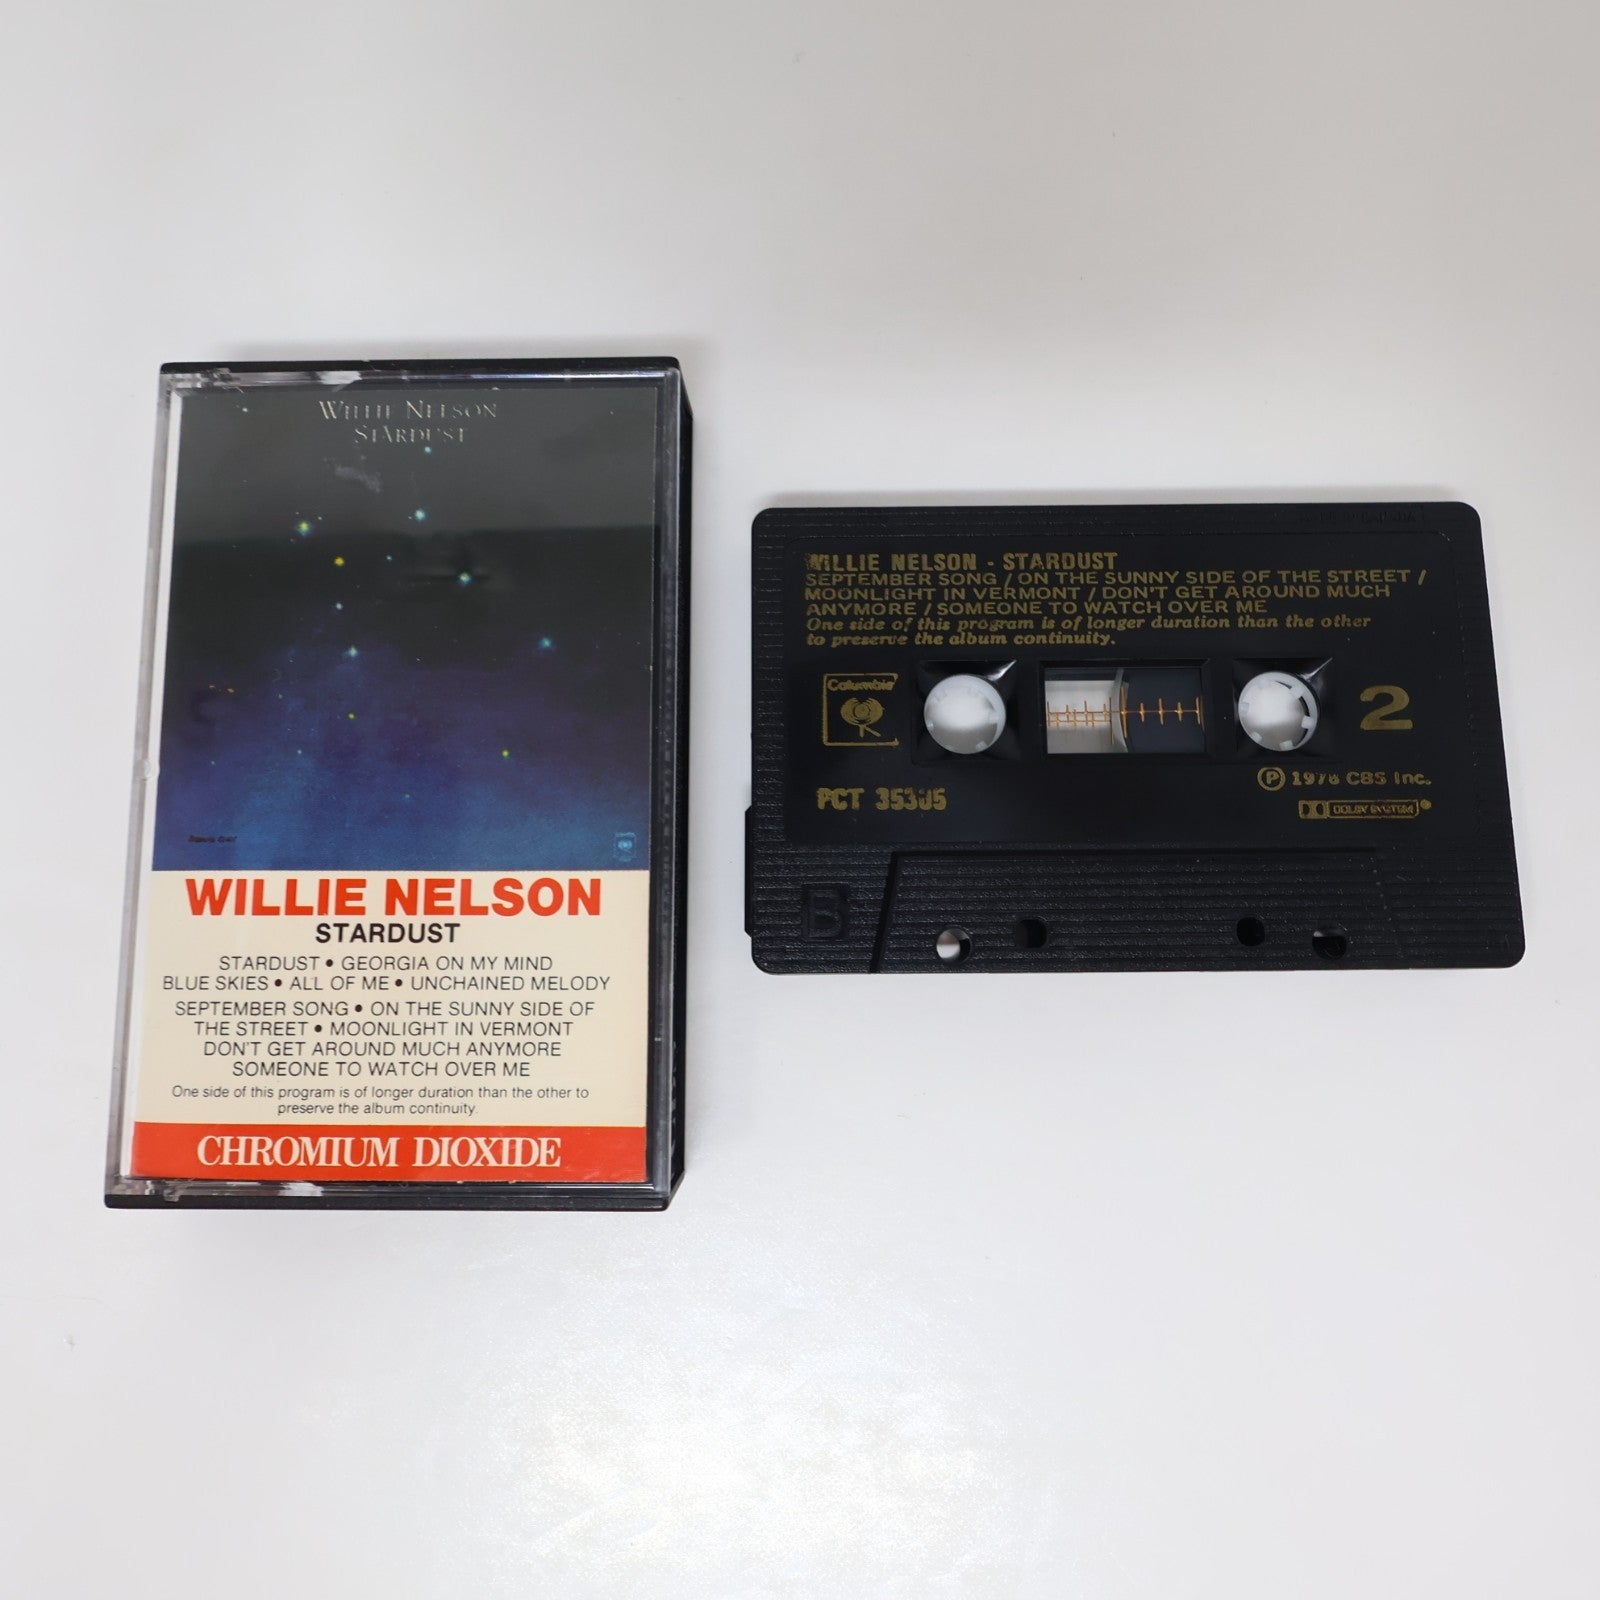 WILLIE NELSON
STARDUST
WILLIE NELSON
STARDUST
STARDUST • GEORGIA ON MY MIND
BLUE SKIES • ALL OF ME • UNCHAINED MELODY
SEPTEMBER SONG • ON THE SUNNY SIDE OF
THE STREET • MOONLIGHT IN VERMONT
DON'T GET AROUND MUCH ANYMORE
SOMEONE TO WATCH OVER ME
One side of this program is of longer duration than the other to
preserve the album continuity.
CHROMIUM DIOXIDE
WILLIE NELSON - STARDUST
SEPTEMBER SONG / ON THE SUNNY SIDE OF THE STREET /
MOONLIGHT IN VERMONT / DON'T GET AROUND MUCH
ANYMORE / SOMEONE TO WATCH OVER ME
One side of this program is of longer duration than the other
to preserve the album continuity.
Columbia
2
℗ 1978 CBS Inc.
PCT 35305
DOLBY SYSTEM ®
B